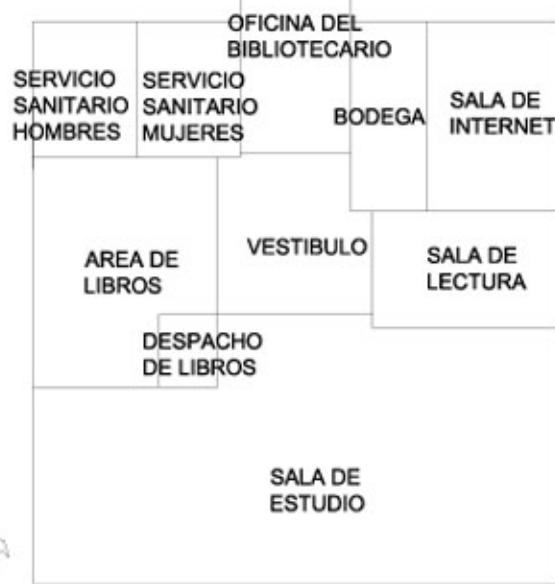 OFICINA DEL
BIBLIOTECARIO
SERVICIO
SANITARIO
HOMBRES
SERVICIO
SANITARIO
MUJERES
BODEGA
SALA DE
INTERNET
AREA DE
LIBROS
VESTIBULO
SALA DE
LECTURA
DESPACHO
DE LIBROS
SALA DE
ESTUDIO